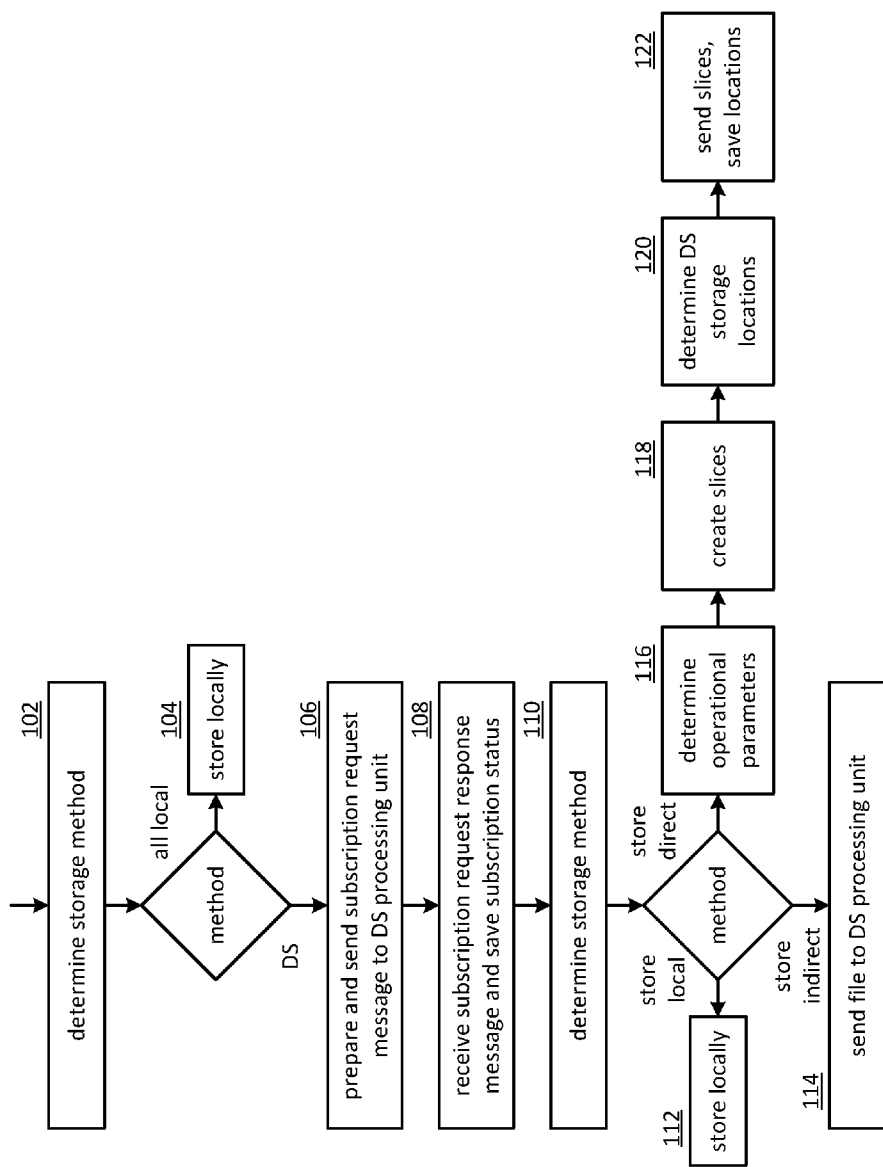 102
determine storage method
method
all local
104
store locally
DS
106
prepare and send subscription request
message to DS processing unit
108
receive subscription request response
message and save subscription status
110
determine storage method
method
store
local
112
store locally
store
indirect
114
send file to DS processing unit
store
direct
116
determine
operational
parameters
118
create slices
120
determine DS
storage
locations
122
send slices,
save locations